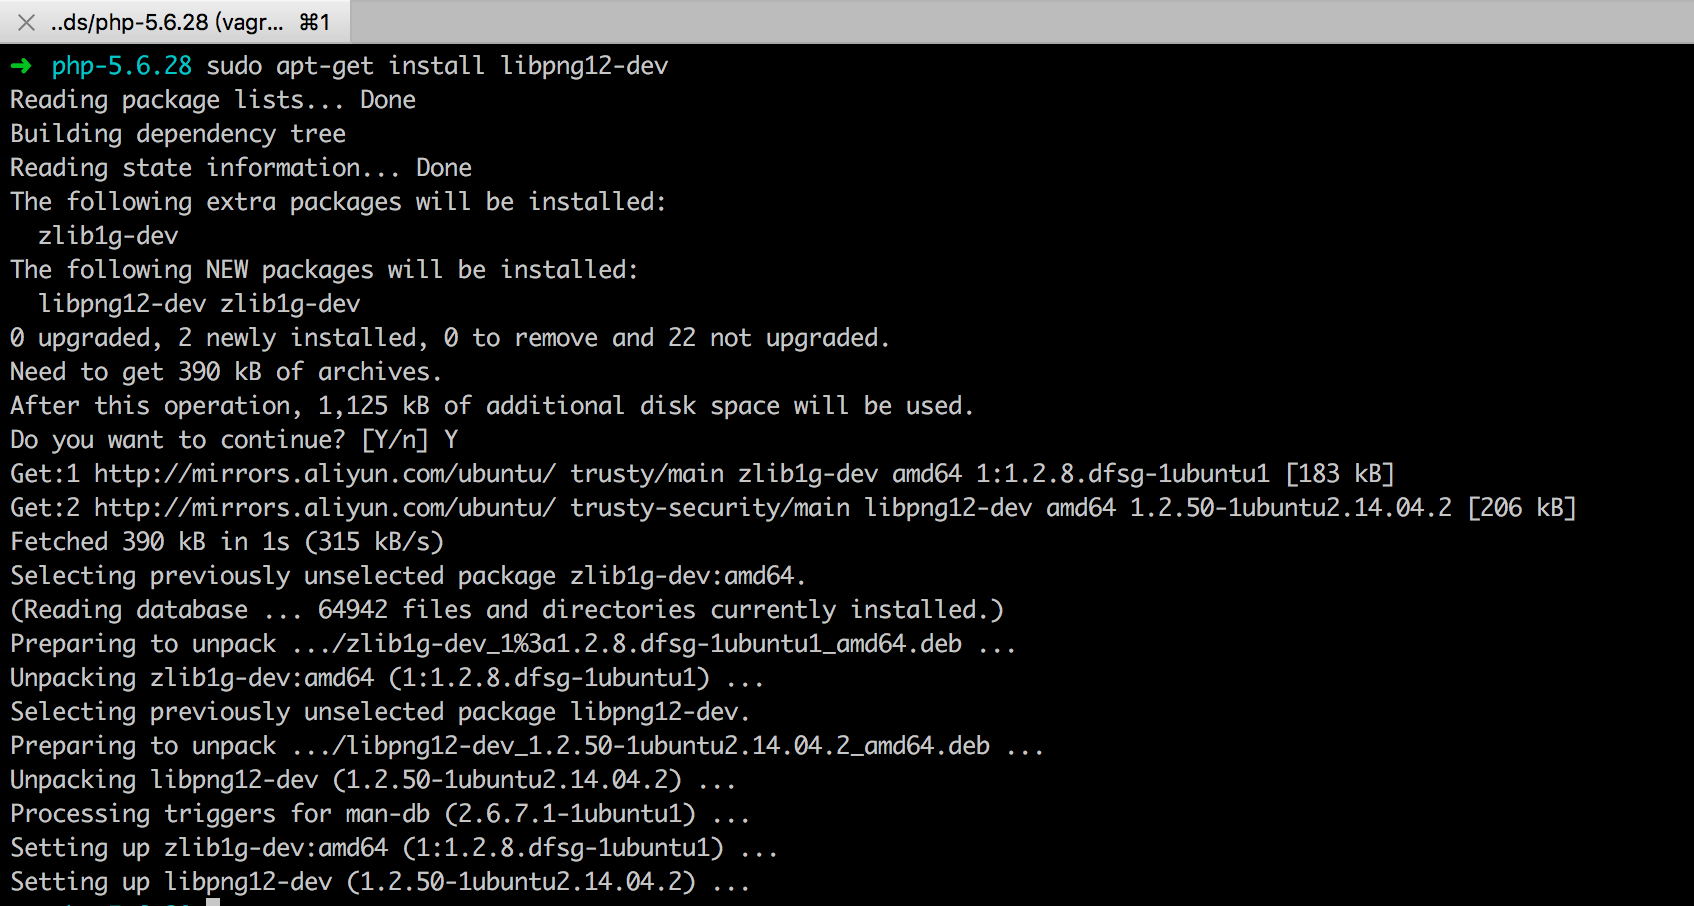 ..ds/php-5.6.28 (vagr... ⌘1
➜ php-5.6.28 sudo apt-get install libpng12-dev
Reading package lists... Done
Building dependency tree
Reading state information... Done
The following extra packages will be installed:
  zlib1g-dev
The following NEW packages will be installed:
  libpng12-dev zlib1g-dev
0 upgraded, 2 newly installed, 0 to remove and 22 not upgraded.
Need to get 390 kB of archives.
After this operation, 1,125 kB of additional disk space will be used.
Do you want to continue? [Y/n] Y
Get:1 http://mirrors.aliyun.com/ubuntu/ trusty/main zlib1g-dev amd64 1:1.2.8.dfsg-1ubuntu1 [183 kB]
Get:2 http://mirrors.aliyun.com/ubuntu/ trusty-security/main libpng12-dev amd64 1.2.50-1ubuntu2.14.04.2 [206 kB]
Fetched 390 kB in 1s (315 kB/s)
Selecting previously unselected package zlib1g-dev:amd64.
(Reading database ... 64942 files and directories currently installed.)
Preparing to unpack .../zlib1g-dev_1%3a1.2.8.dfsg-1ubuntu1_amd64.deb ...
Unpacking zlib1g-dev:amd64 (1:1.2.8.dfsg-1ubuntu1) ...
Selecting previously unselected package libpng12-dev.
Preparing to unpack .../libpng12-dev_1.2.50-1ubuntu2.14.04.2_amd64.deb ...
Unpacking libpng12-dev (1.2.50-1ubuntu2.14.04.2) ...
Processing triggers for man-db (2.6.7.1-1ubuntu1) ...
Setting up zlib1g-dev:amd64 (1:1.2.8.dfsg-1ubuntu1) ...
Setting up libpng12-dev (1.2.50-1ubuntu2.14.04.2) ...